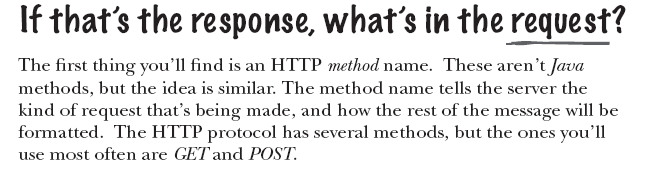 If that's the response, what's in the request?
The first thing you'll find is an HTTP method name. These aren't Java
methods, but the idea is similar. The method name tells the server the
kind of request that's being made, and how the rest of the message will be
formatted. The HTTP protocol has several methods, but the ones you'll
use most often are GET and POST.